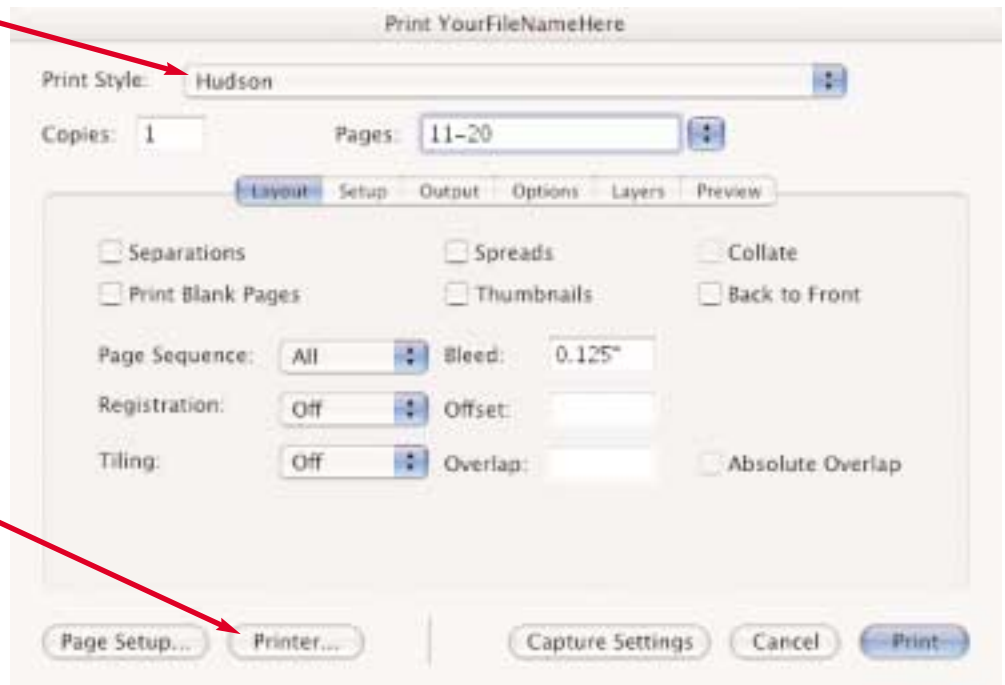 Print YourFileNameHere
Print Style: Hudson
Copies: 1 Pages: 11-20
Layout Setup Output Options Layers Preview
Separations Spreads Collate
Print Blank Pages Thumbnails Back to Front
Page Sequence: All Bleed: 0.125"
Registration: Off Offset:
Tiling: Off Overlap: Absolute Overlap
Page Setup... Printer... Capture Settings Cancel Print